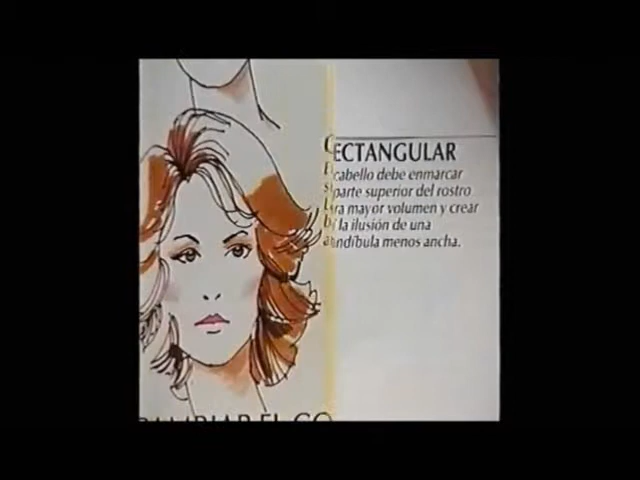 ECTANGULAR
cabello debe enmarcar
parte superior del rostro
ra mayor volumen y crear
la ilusión de una
ndíbula menos ancha.